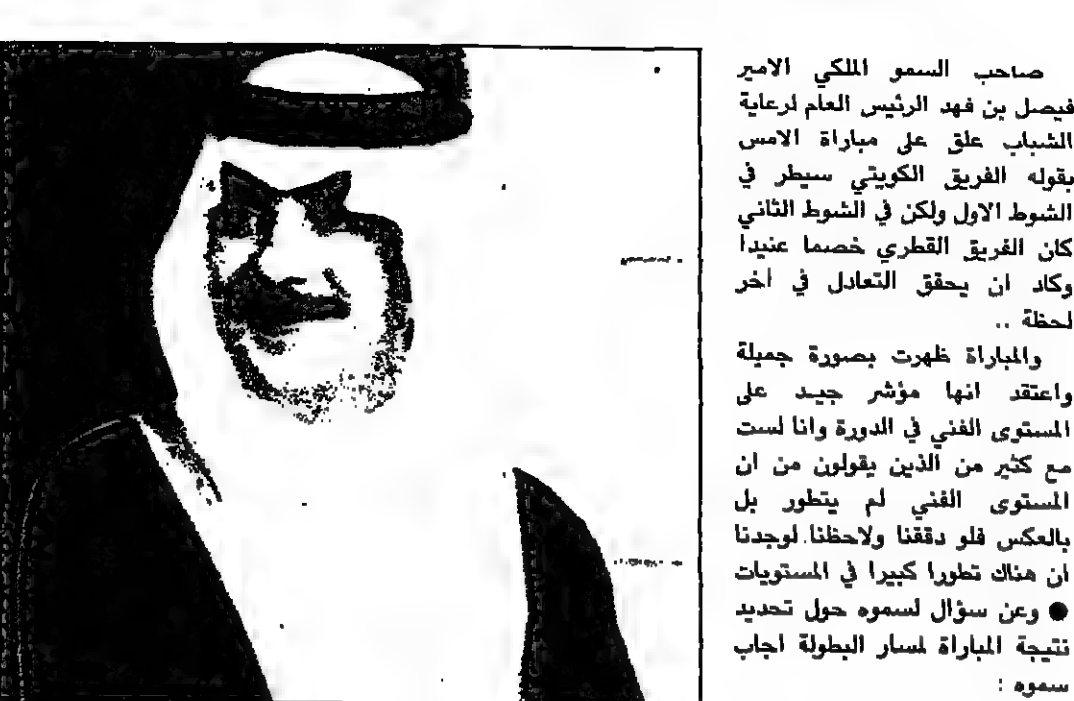 صاحب السمو الملكي الامير
فيصل بن فهد الرئيس العام لرعاية
الشباب علق على مباراة الامس
بقوله الفريق الكويتي سيطر في
الشوط الاول ولكن في الشوط الثاني
كان الفريق القطري خصما عنيدا
وكاد ان يحقق التعادل في أخر
لحظة ..
والمباراة ظهرت بصورة جميلة
واعتقد انها مؤشر جيد على
المستوى الفني في الدورة وانا لست
مع كثير من الذين يقولون من ان
المستوى الفني لم يتطور بل
بالعكس فلو دققنا ولاحظنا لوجدنا
ان هناك تطورا كبيرا في المستويات
● وعن سؤال لسموه حول تحديد
نتيجة المباراة لمسار البطولة اجاب
سموه :